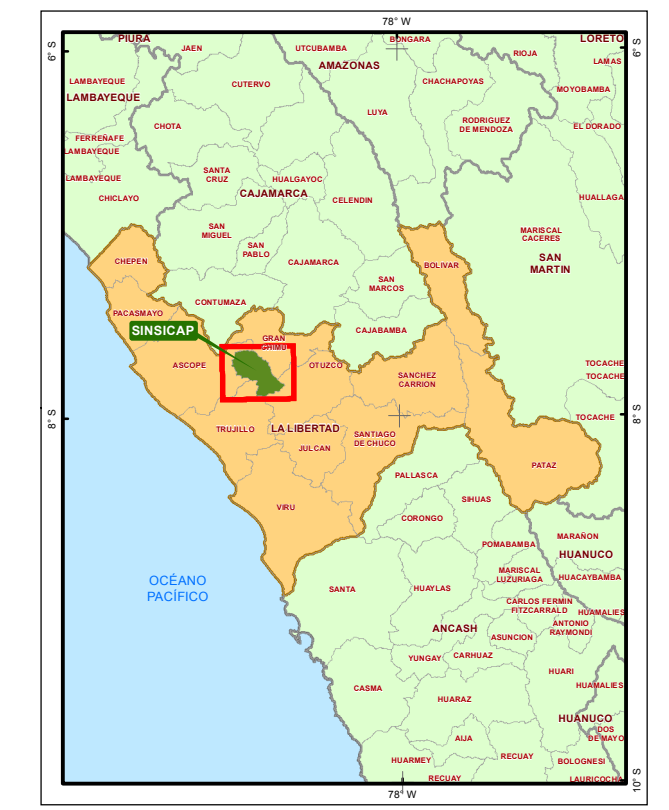 78° W
6° S
6° S
PIURA
JAEN
UTCUBAMBA
BONGARA
RIOJA
LORETO
LAMAS
AMAZONAS
LAMBAYEQUE
CUTERVO
CHACHAPOYAS
MOYOBAMBA
LAMBAYEQUE
LUYA
CHOTA
RODRIGUEZ
DE MENDOZA
EL DORADO
FERREÑAFE
LAMBAYEQUE
LAMBAYEQUE
SANTA
CRUZ
HUALGAYOC
CHICLAYO
CAJAMARCA
CELENDIN
HUALLAGA
SAN
MIGUEL
SAN
PABLO
MARISCAL
CACERES
CHEPEN
CAJAMARCA
BOLIVAR
SAN
MARTIN
SAN
MARCOS
CONTUMAZA
PACASMAYO
SINSICAP
GRAN
CHIMU
CAJABAMBA
ASCOPE
OTUZCO
SANCHEZ
CARRION
TOCACHE
TOCACHE
8° S
8° S
TOCACHE
TRUJILLO
LA LIBERTAD
SANTIAGO
DE CHUCO
JULCAN
PATAZ
PALLASCA
SIHUAS
VIRU
CORONGO
POMABAMBA
MARAÑON
HUANUCO
MARISCAL
LUZURIAGA
HUACAYBAMBA
OCÉANO
PACÍFICO
SANTA
HUAYLAS
CARLOS FERMIN
FITZCARRALD
HUAMALIES
ANTONIO
RAYMONDI
ANCASH
ASUNCION
YUNGAY
CARHUAZ
HUARI
CASMA
HUARAZ
HUAMALIES
HUANUCO
DOS
DE MAYO
AIJA
HUARMEY
RECUAY
BOLOGNESI
RECUAY
LAURICOCHA
10° S
78° W